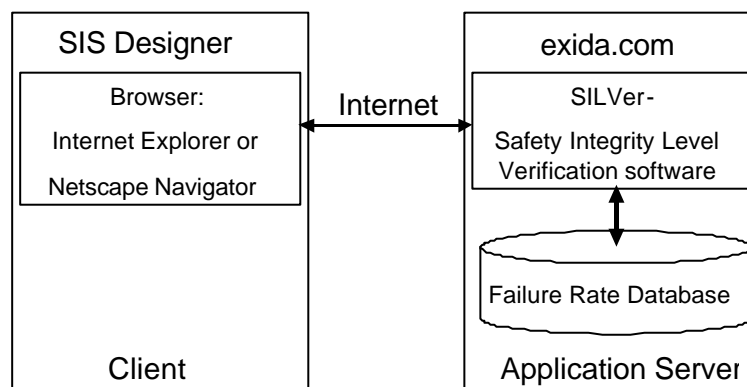 SIS Designer
Browser:
Internet Explorer or
Netscape Navigator
Client
Internet
exida.com
SILVer-
Safety Integrity Level
Verification software
Failure Rate Database
Application Server